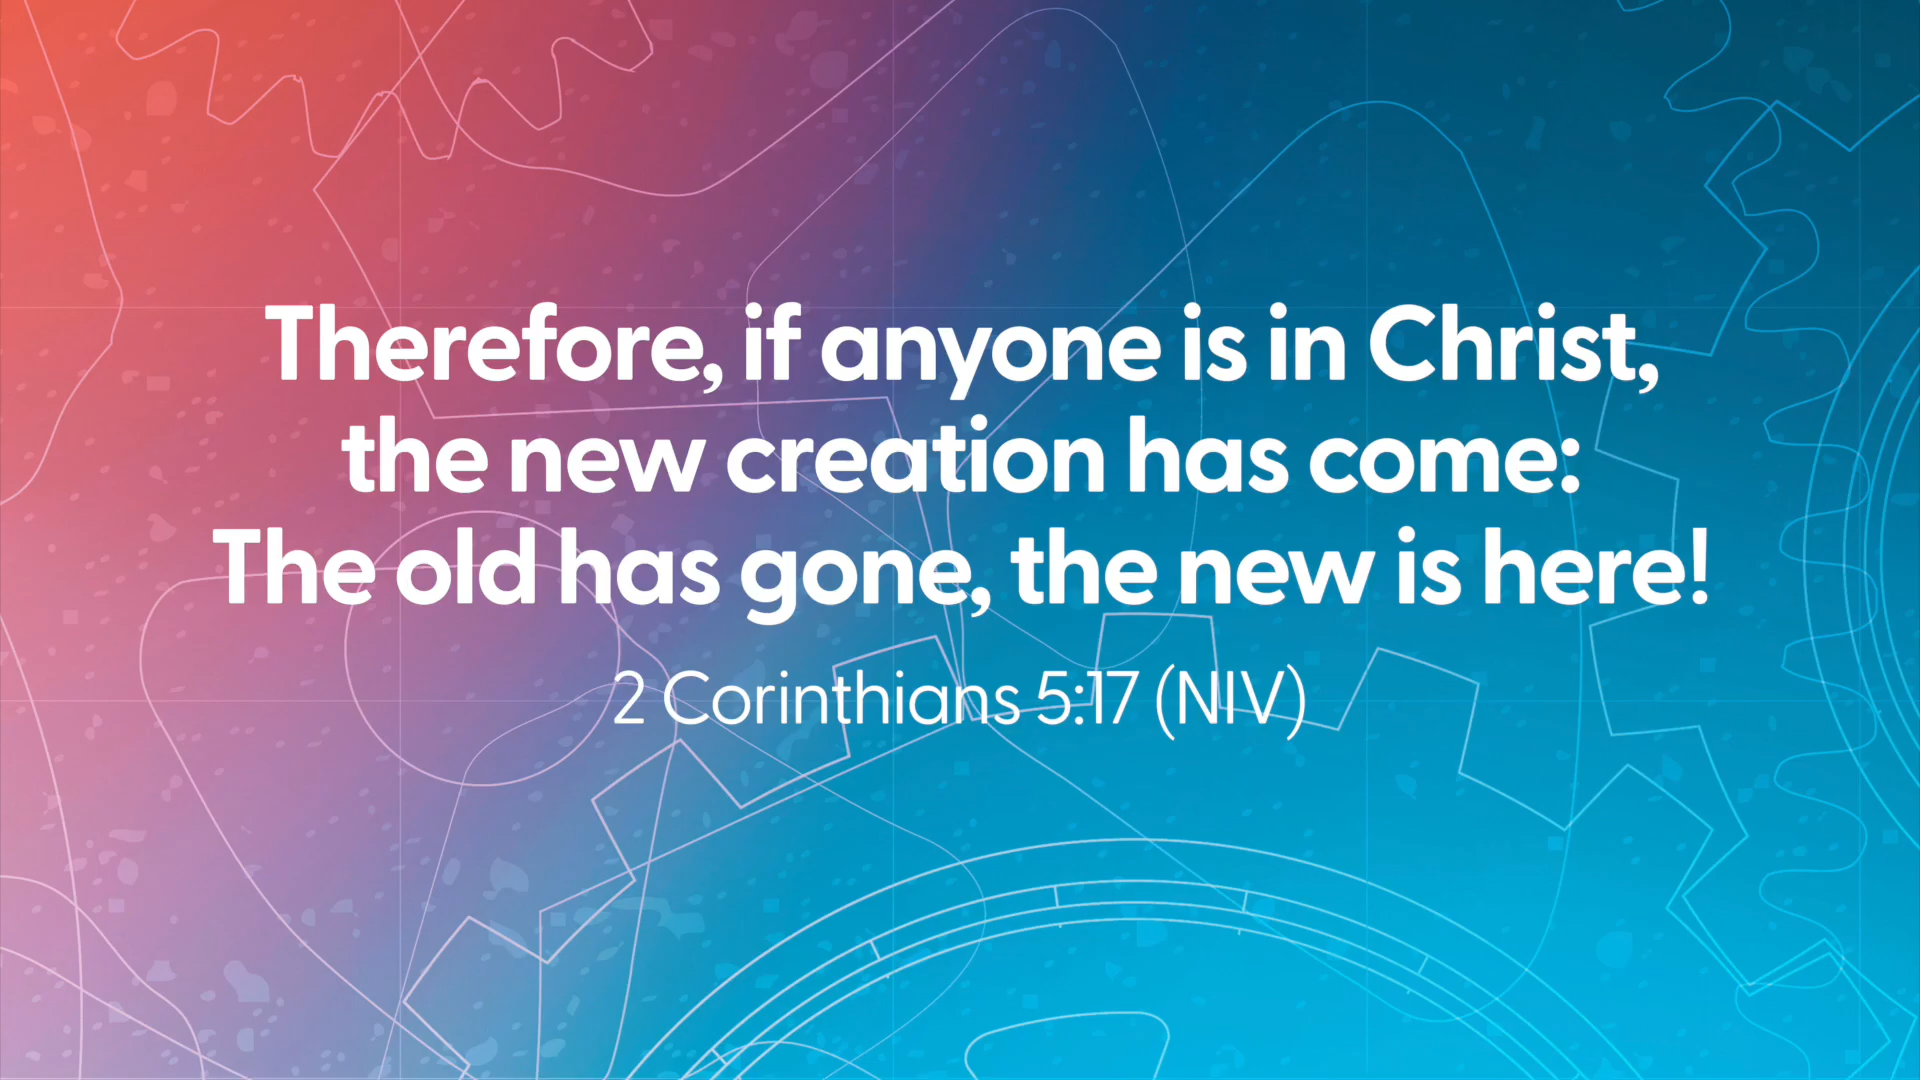 Therefore, if anyone is in Christ,
the new creation has come:
The old has gone, the new is here!
2 Corinthians 5:17 (NIV)